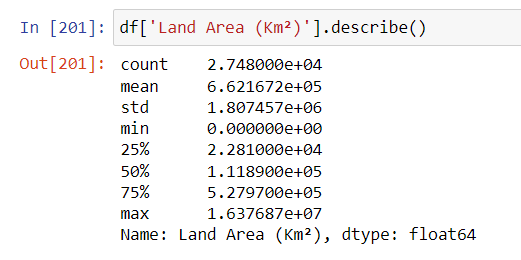 In [201]: df['Land Area (Km²)'].describe()
Out[201]: count 2.748000e+04
mean 6.621672e+05
std 1.807457e+06
min 0.000000e+00
25% 2.281000e+04
50% 1.118900e+05
75% 5.279700e+05
max 1.637687e+07
Name: Land Area (Km²), dtype: float64